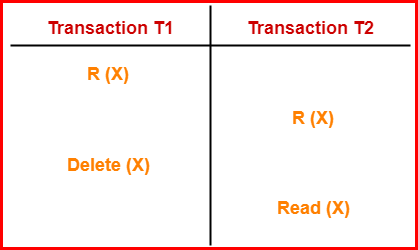 Transaction T1 Transaction T2
R (X)
R (X)
Delete (X)
Read (X)